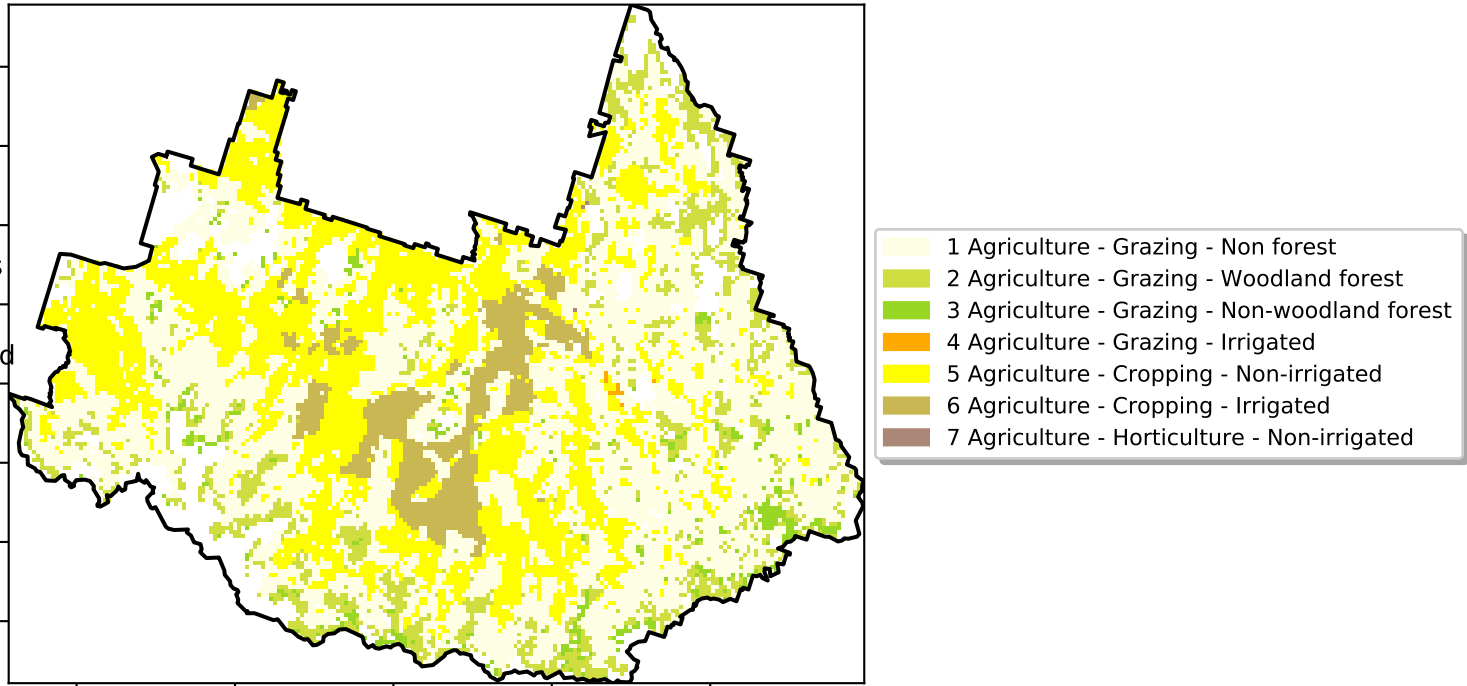 1 Agriculture - Grazing - Non forest
2 Agriculture - Grazing - Woodland forest
3 Agriculture - Grazing - Non-woodland forest
4 Agriculture - Grazing - Irrigated
5 Agriculture - Cropping - Non-irrigated
d
6 Agriculture - Cropping - Irrigated
7 Agriculture - Horticulture - Non-irrigated